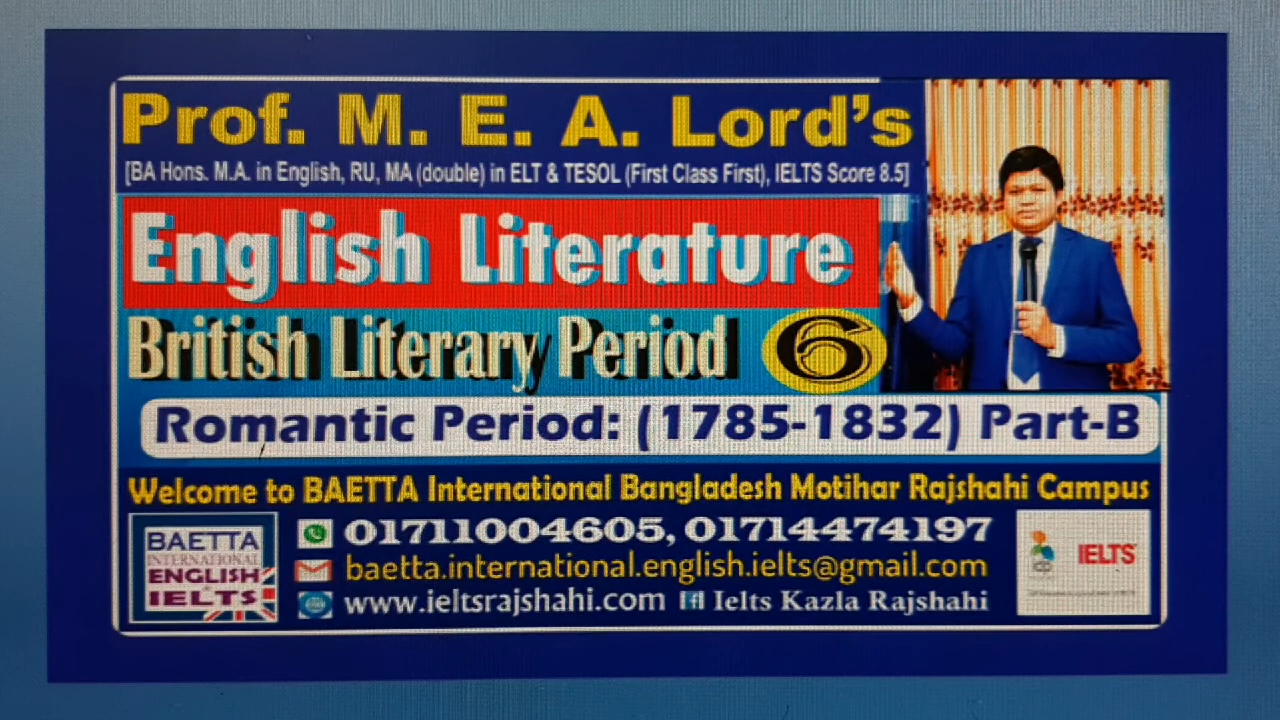 Prof. M. E. A. Lord's
[BA Hons. M.A. in English, RU, MA (double) in ELT & TESOL (First Class First), IELTS Score 8.5]
English Literature
British Literary Period 6
Romantic Period: (1785-1832) Part-B
Welcome to BAETTA International Bangladesh Motihar Rajshahi Campus
BAETTA
INTERNATIONAL
ENGLISH
IELTS
01711004605, 01714474197
baetta.international.english.ielts@gmail.com
www.ieltsrajshahi.com Ielts Kazla Rajshahi
IELTS